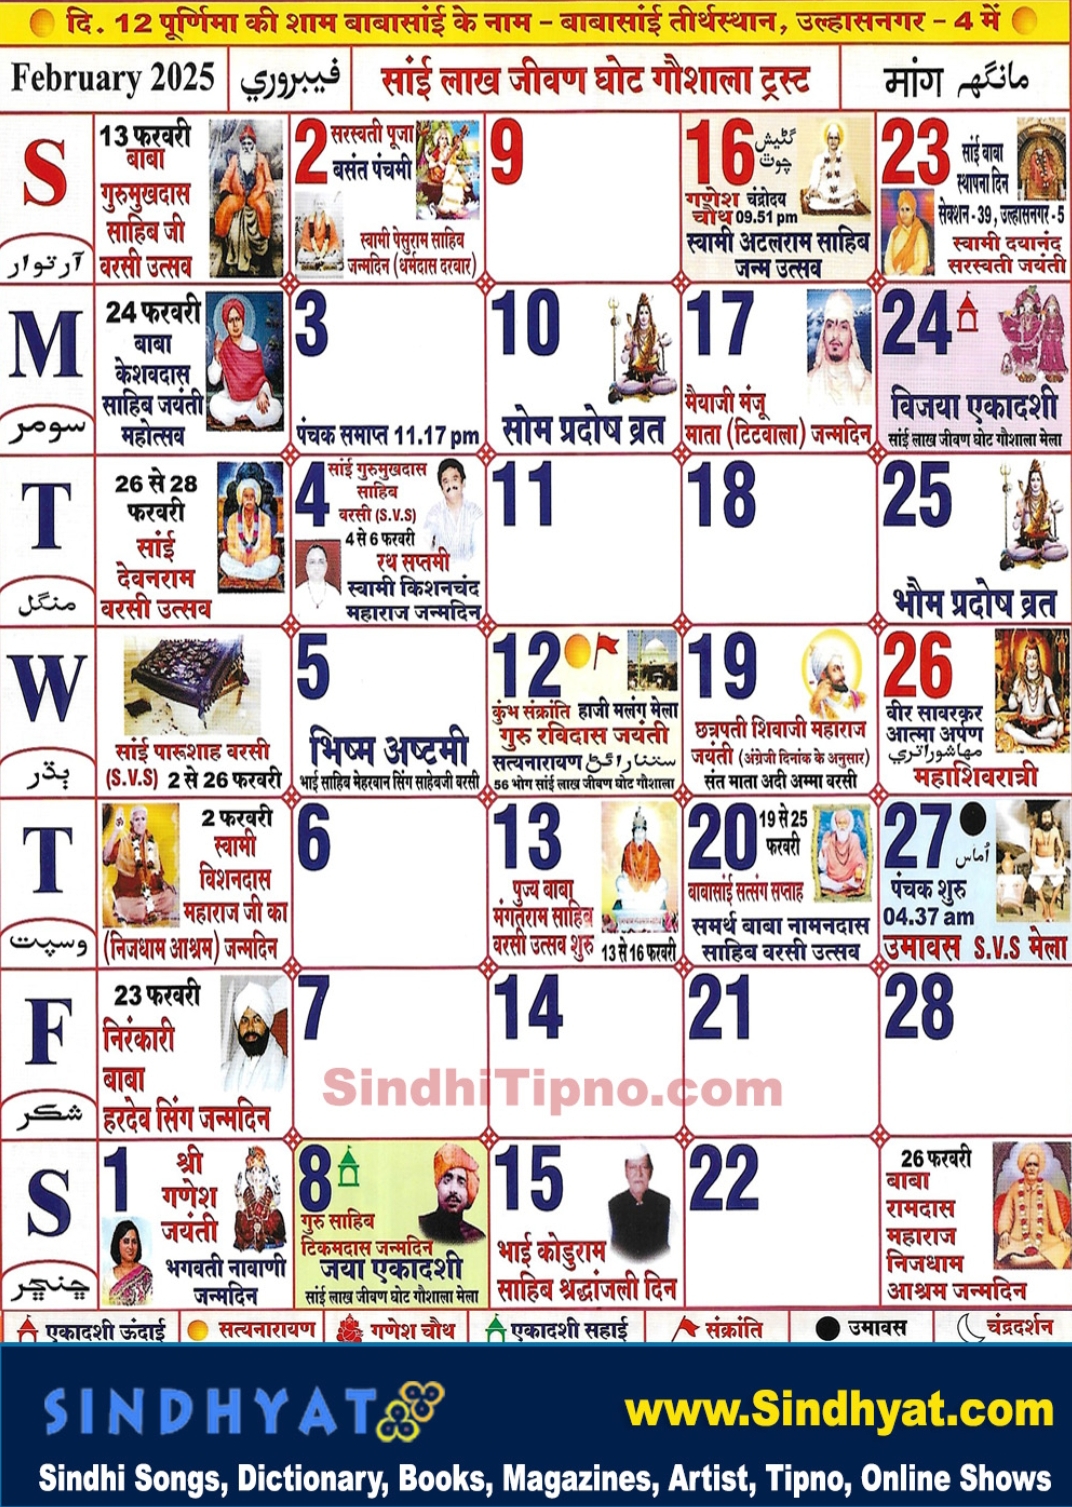 दि. 12 पूर्णिमा की शाम बाबासांई के नाम - बाबासांई तीर्थस्थान, उल्हासनगर - 4 में
February 2025
فيبروري
सांई लाख जीवण घोट गौशाला ट्रस्ट
मांग مانگھہ
S
آرتوار
13 फरवरी
बाबा
गुरुमुखदास
साहिब जी
वरसी उत्सव
2
सरस्वती पूजा
बसंत पंचमी
स्वामी पेसुराम साहिब
जन्मदिन (धर्मदास दरबार)
9
16
گڻيش
چوٿ
गणेश चंद्रोदय
चौथ 09.51 pm
स्वामी अटलराम साहिब
जन्म उत्सव
23
सांई बाबा
स्थापना दिन
सेक्शन - 39, उल्हासनगर - 5
स्वामी दयानंद
सरस्वती जयंती
M
سومر
24 फरवरी
बाबा
केशवदास
साहिब जयंती
महोत्सव
3
पंचक समाप्त 11.17 pm
10
सोम प्रदोष व्रत
17
मैयाजी मंजू
माता (टिटवाला) जन्मदिन
24
विजया एकादशी
सांई लाख जीवण घोट गौशाला मेला
T
منگل
26 से 28
फरवरी
सांई
देवनराम
वरसी उत्सव
4
सांई गुरुमुखदास
साहिब
वरसी (S.V.S)
4 से 6 फरवरी
रथ सप्तमी
स्वामी किशनचंद
महाराज जन्मदिन
11
18
25
भौम प्रदोष व्रत
W
ٻڌر
सांई पारूशाह वरसी
(S.V.S) 2 से 26 फरवरी
5
भिष्म अष्टमी
भाई साहिब मेहरवान सिंग साहेबजी वरसी
12
कुंभ संक्रांति हाजी मलंग मेला
गुरु रविदास जयंती
सत्यनारायण ستنارائڻ
56 भोग सांई लाख जीवण घोट गौशाला
19
छत्रपती शिवाजी महाराज
जयंती (अंग्रेजी दिनांक के अनुसार)
संत माता अदी अम्मा वरसी
26
वीर सावरकर
आत्मा अर्पण
مهاشوراتري
महाशिवरात्री
T
وسپت
2 फरवरी
स्वामी
विशनदास
महाराज जी का
(निजधाम आश्रम) जन्मदिन
6
13
पुज्य बाबा
मंगतराम साहिब
वरसी उत्सव शुरु 13 से 16 फरवरी
20
19 से 25
फरवरी
बाबासाई सत्संग सप्ताह
समर्थ बाबा नामनदास
साहिब वरसी उत्सव
27
اُماس
पंचक शुरु
04.37 am
उमावस S.V.S मेला
F
شڪر
23 फरवरी
निरंकारी
बाबा
हरदेव सिंग जन्मदिन
7
14
21
28
SindhiTipno.com
S
ڇنڇر
1
श्री
गणेश
जयंती
भगवती नावाणी
जन्मदिन
8
गुरु साहिब
टिकमदास जन्मदिन
जया एकादशी
सांई लाख जीवण घोट गौशाला मेला
15
भाई कोडुराम
साहिब श्रद्धांजली दिन
22
26 फरवरी
बाबा
रामदास
महाराज
निजधाम
आश्रम जन्मदिन
एकादशी ऊंदाई
सत्यनारायण
गणेश चौथ
एकादशी सहाई
संक्रांति
उमावस
चंद्रदर्शन
SINDHYAT
www.Sindhyat.com
Sindhi Songs, Dictionary, Books, Magazines, Artist, Tipno, Online Shows